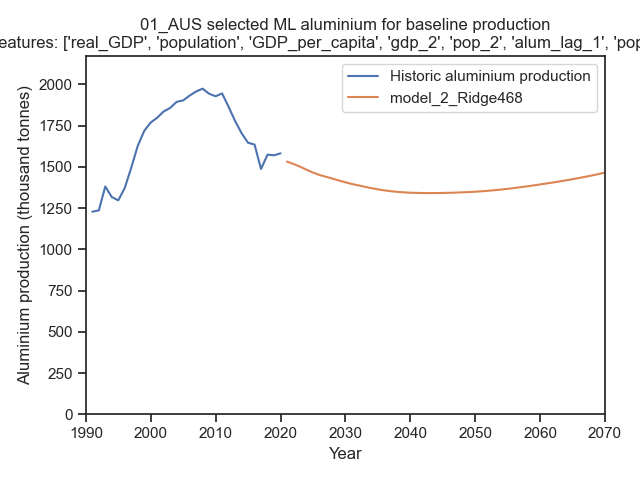 01_AUS selected ML aluminium for baseline production
eatures: ['real_GDP', 'population', 'GDP_per_capita', 'gdp_2', 'pop_2', 'alum_lag_1', 'pop
Historic aluminium production
model_2_Ridge468
Aluminium production (thousand tonnes)
2000
1750
1500
1250
1000
750
500
250
0
1990 2000 2010 2020 2030 2040 2050 2060 2070
Year